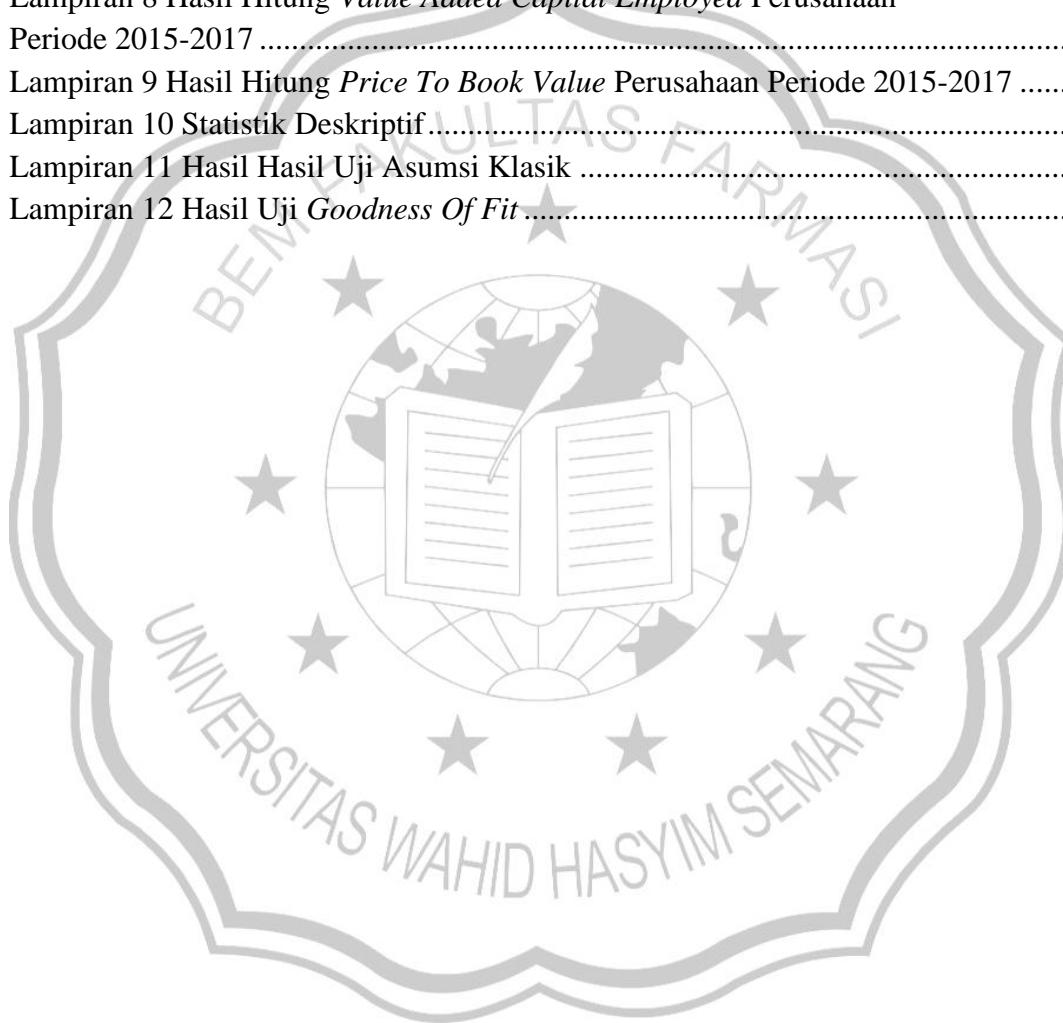 Lampiran 8 Hasil Hitung Value Added Capital Employed Perusahaan
Periode 2015-2017 ........................................................................................
Lampiran 9 Hasil Hitung Price To Book Value Perusahaan Periode 2015-2017 ......
Lampiran 10 Statistik Deskriptif....................................................................
Lampiran 11 Hasil Hasil Uji Asumsi Klasik ....................................................
Lampiran 12 Hasil Uji Goodness Of Fit ..........................................................
BEM FAKULTAS FARMASI
UNIVERSITAS WAHID HASYIM SEMARANG